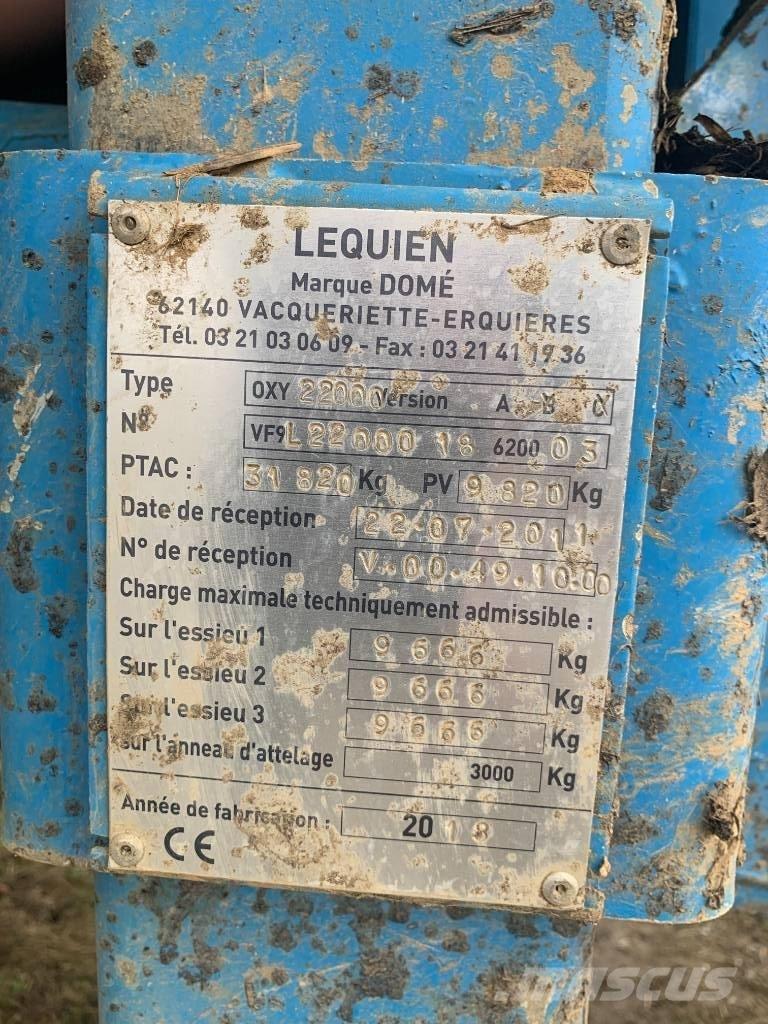 LEQUIEN
Marque DOMÉ
62140 VACQUERIETTE-ERQUIERES
Tél. 03 21 03 06 09 - Fax : 03 21 41 19 36
Type OXY 22000 Version A B C
N° VF9 L22000 18 6200 03
PTAC : 31 820 Kg PV 9 820 Kg
Date de réception 22-07-2011
N° de réception V.00.49.10.00
Charge maximale techniquement admissible :
Sur l'essieu 1 9 666 Kg
Sur l'essieu 2 9 666 Kg
Sur l'essieu 3 9666 Kg
sur l'anneau d'attelage 3000 Kg
Année de fabrication : 2018
CE
mascus